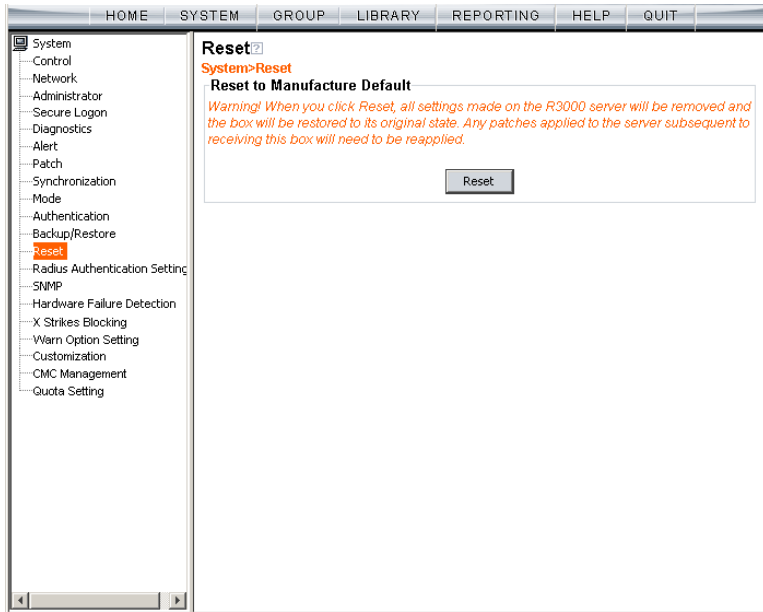 HOME SYSTEM GROUP LIBRARY REPORTING HELP QUIT
System
Control
Network
Administrator
Secure Logon
Diagnostics
Alert
Patch
Synchronization
Mode
Authentication
Backup/Restore
Reset
Radius Authentication Setting
SNMP
Hardware Failure Detection
X Strikes Blocking
Warn Option Setting
Customization
CMC Management
Quota Setting
Reset?
System>Reset
Reset to Manufacture Default
Warning! When you click Reset, all settings made on the R3000 server will be removed and
the box will be restored to its original state. Any patches applied to the server subsequent to
receiving this box will need to be reapplied.
Reset